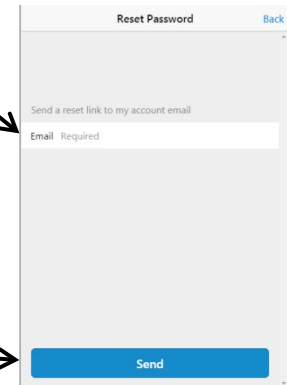 Reset Password Back
Send a reset link to my account email
Email Required
Send